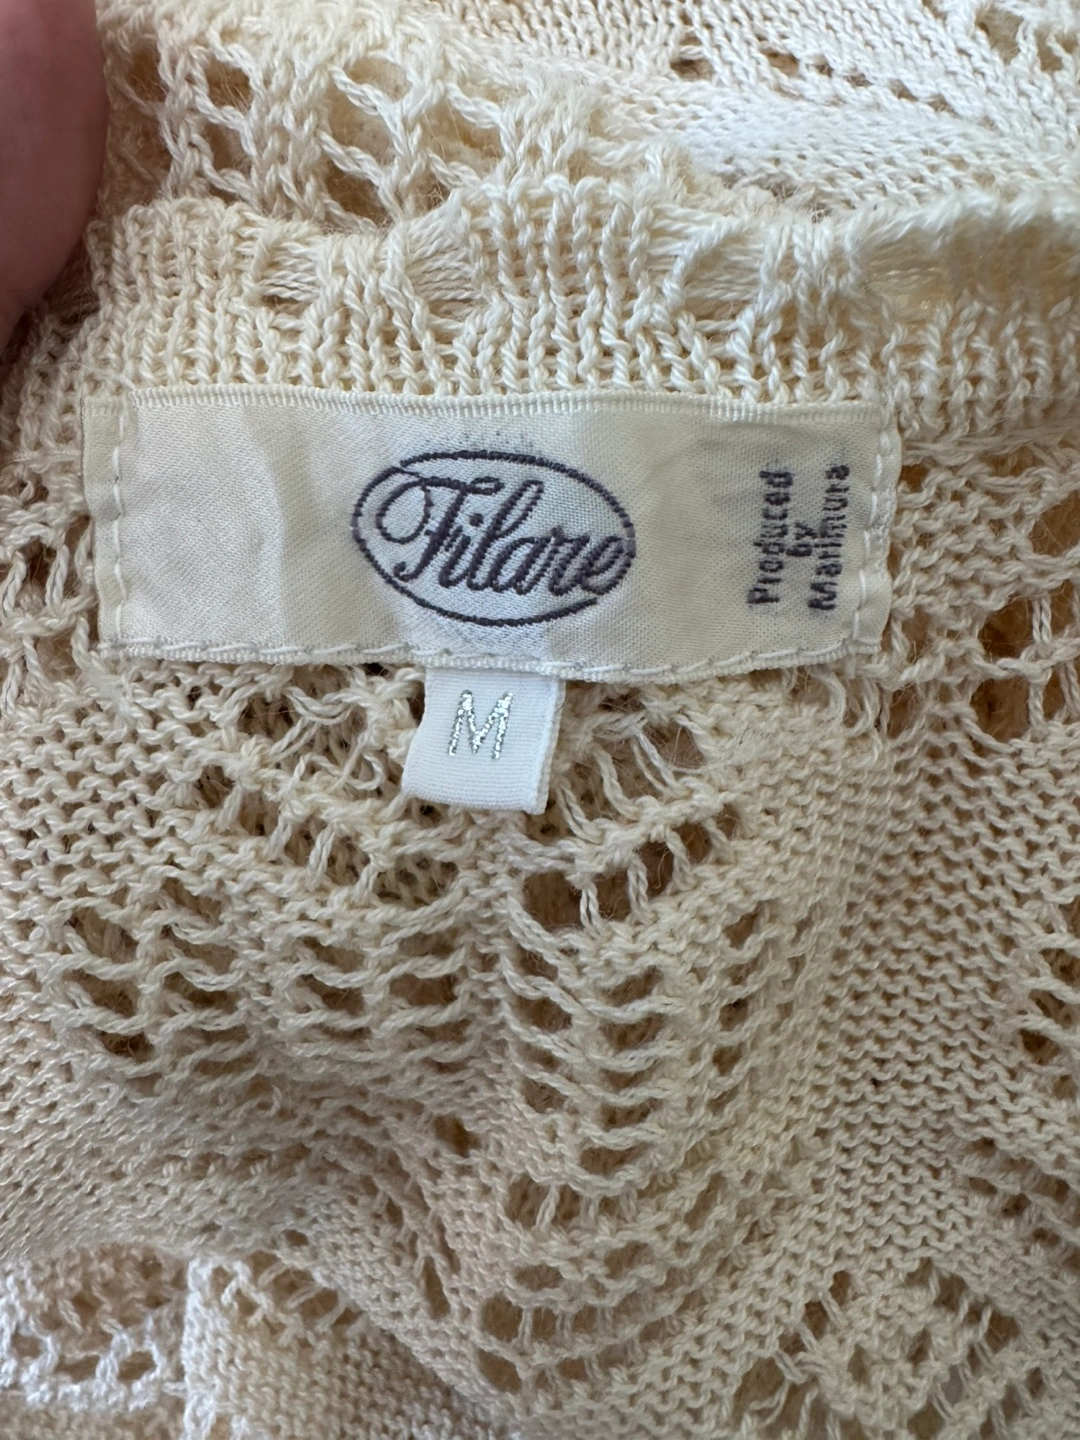 Filare
Produced
by
Marimura
M